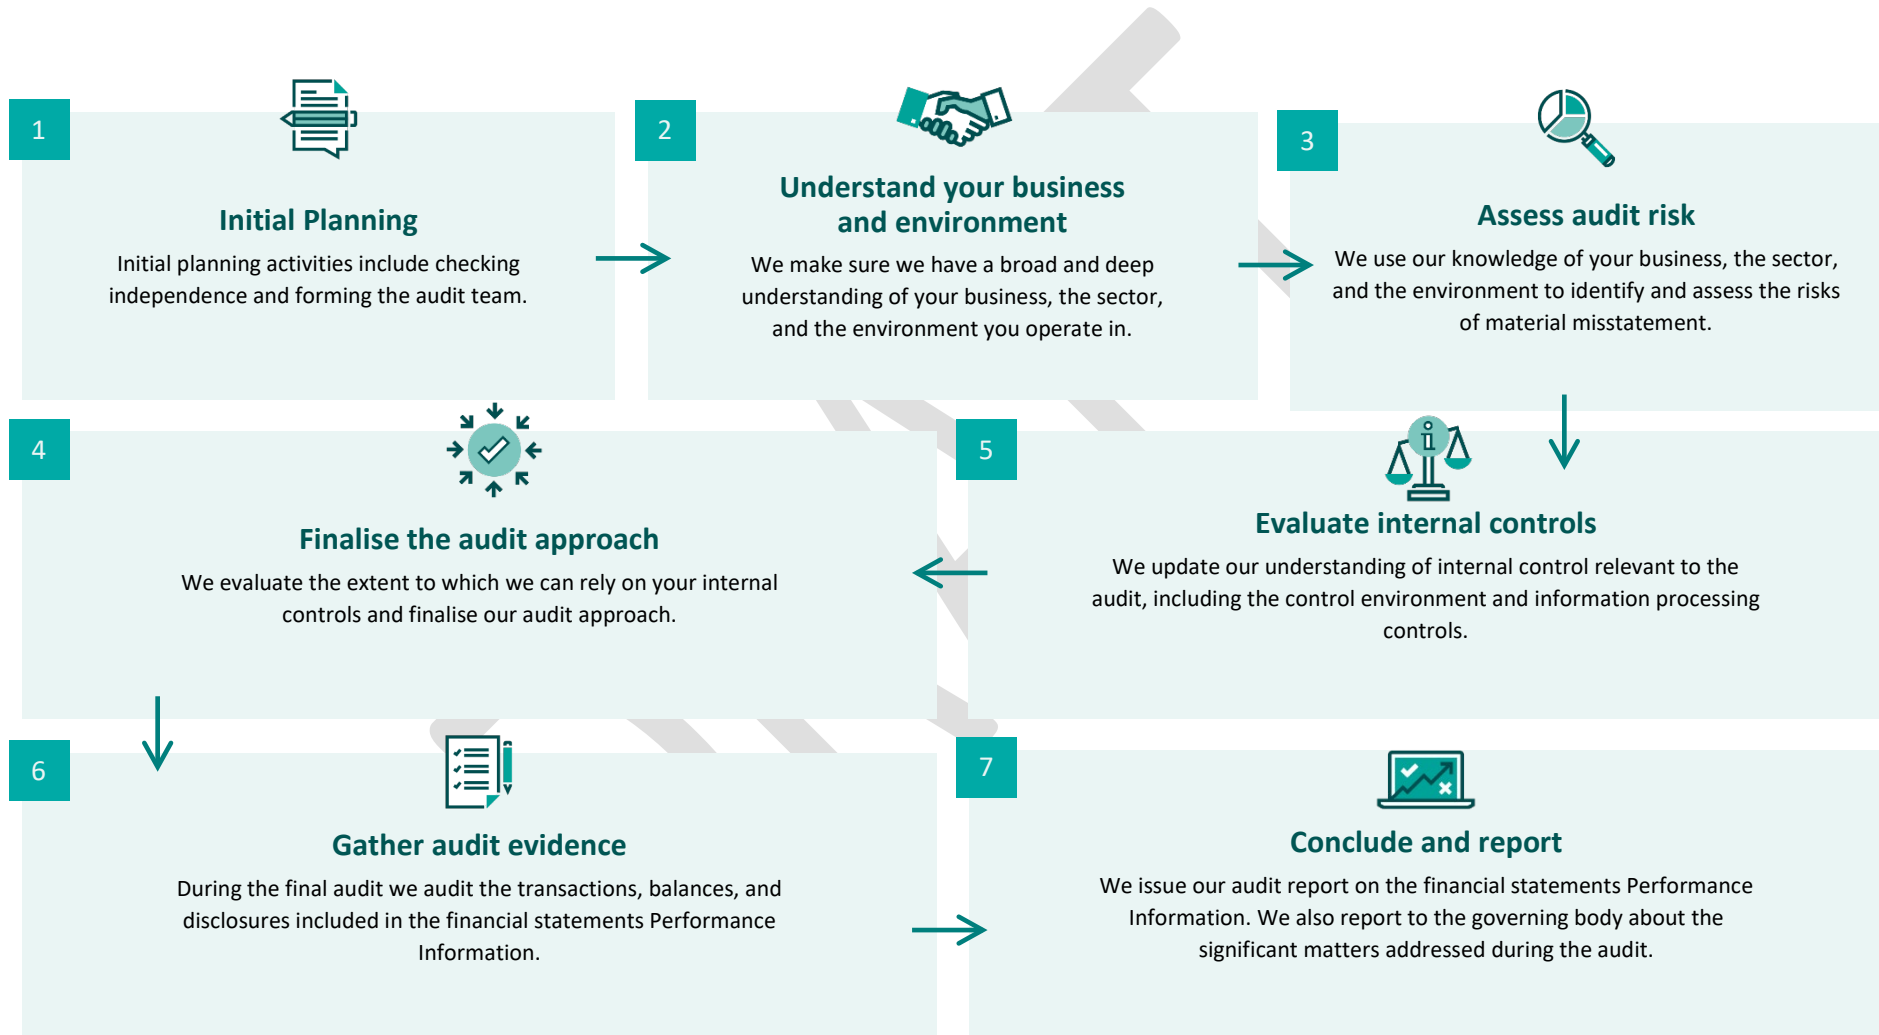 1
Initial Planning
Initial planning activities include checking
independence and forming the audit team.
2
Understand your business
and environment
We make sure we have a broad and deep
understanding of your business, the sector,
and the environment you operate in.
3
Assess audit risk
We use our knowledge of your business, the sector,
and the environment to identify and assess the risks
of material misstatement.
4
Finalise the audit approach
We evaluate the extent to which we can rely on your internal
controls and finalise our audit approach.
5
Evaluate internal controls
We update our understanding of internal control relevant to the
audit, including the control environment and information processing
controls.
6
Gather audit evidence
During the final audit we audit the transactions, balances, and
disclosures included in the financial statements Performance
Information.
7
Conclude and report
We issue our audit report on the financial statements Performance
Information. We also report to the governing body about the
significant matters addressed during the audit.